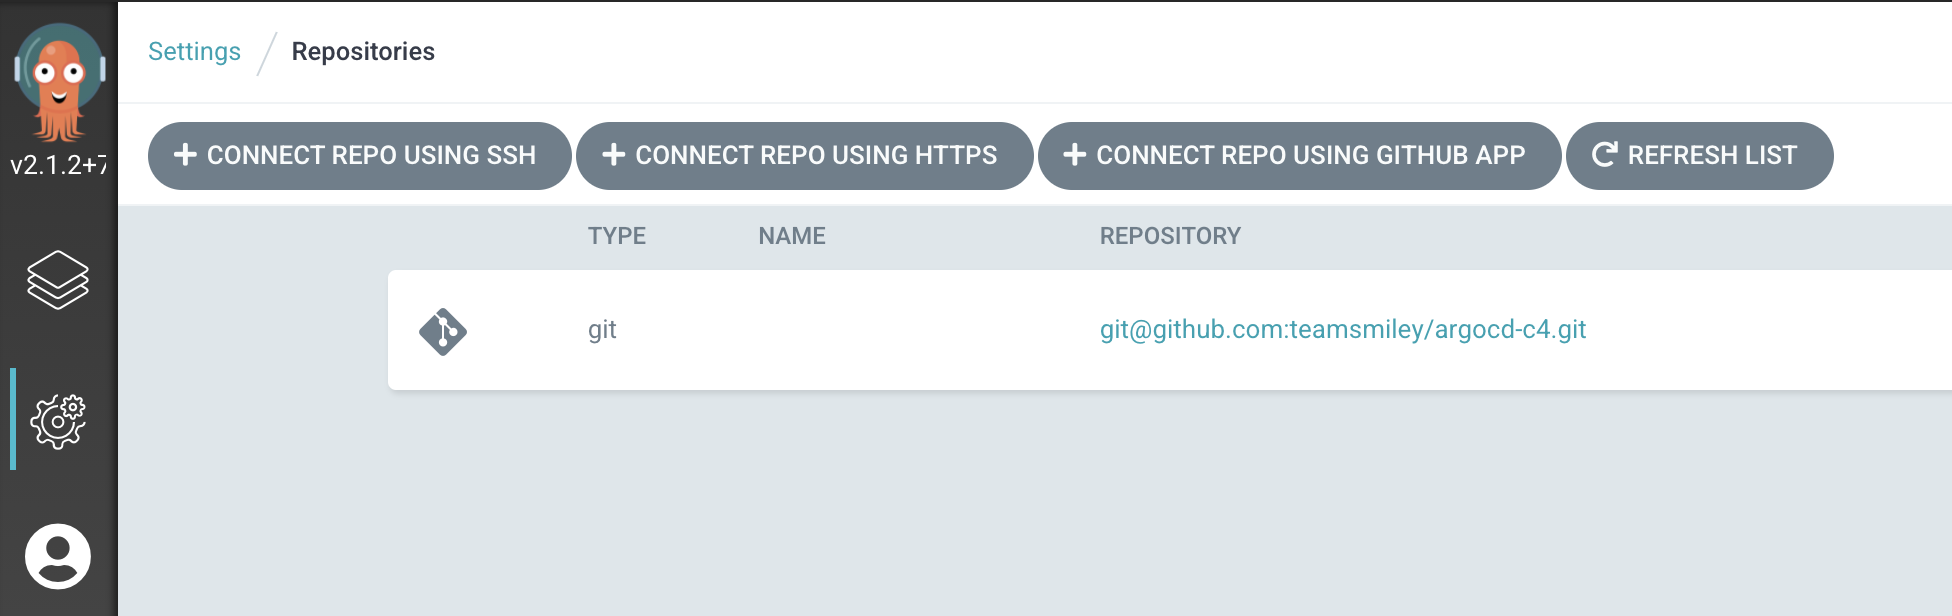 Settings / Repositories
v2.1.2+7
CONNECT REPO USING SSH CONNECT REPO USING HTTPS CONNECT REPO USING GITHUB APP REFRESH LIST
TYPE NAME REPOSITORY
git git@github.com:teamsmiley/argocd-c4.git